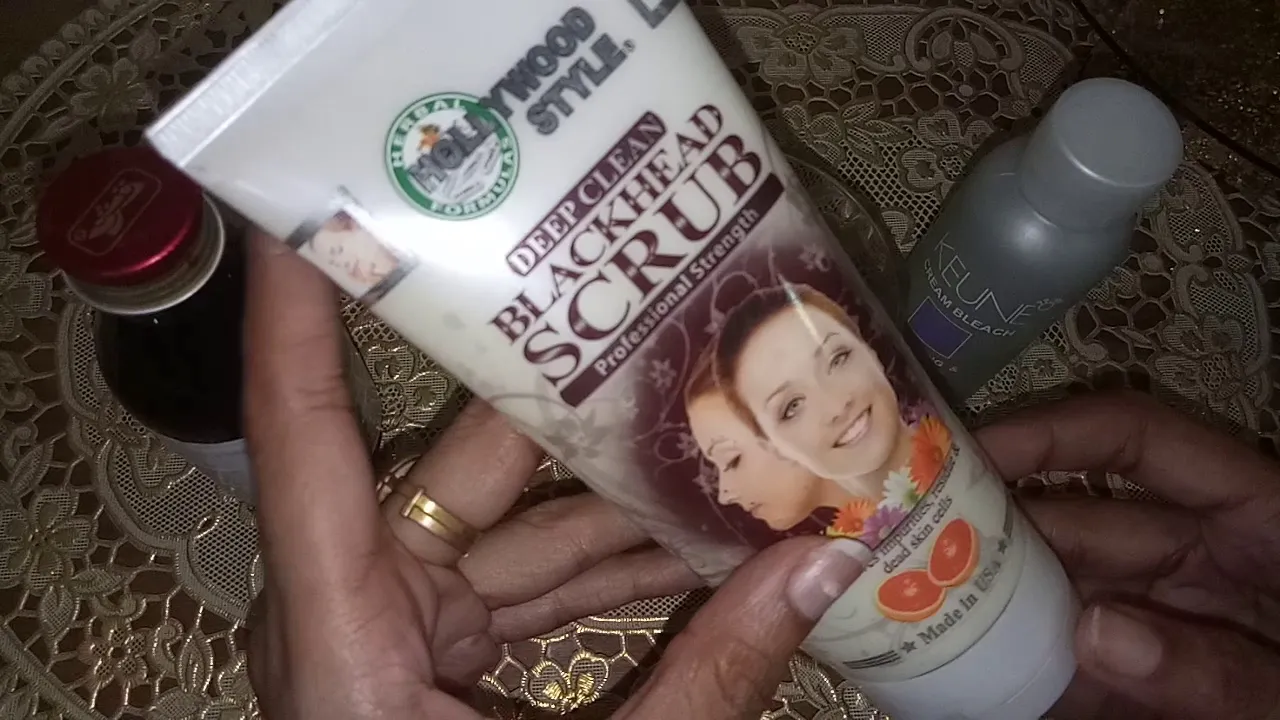 HERBAL
FORMULAS
HOLLYWOOD
STYLE®
DEEP CLEAN
BLACKHEAD
SCRUB
Professional Strength
impurities,
dead skin cells
Made in USA
KEUNE
CREAM BLEACH